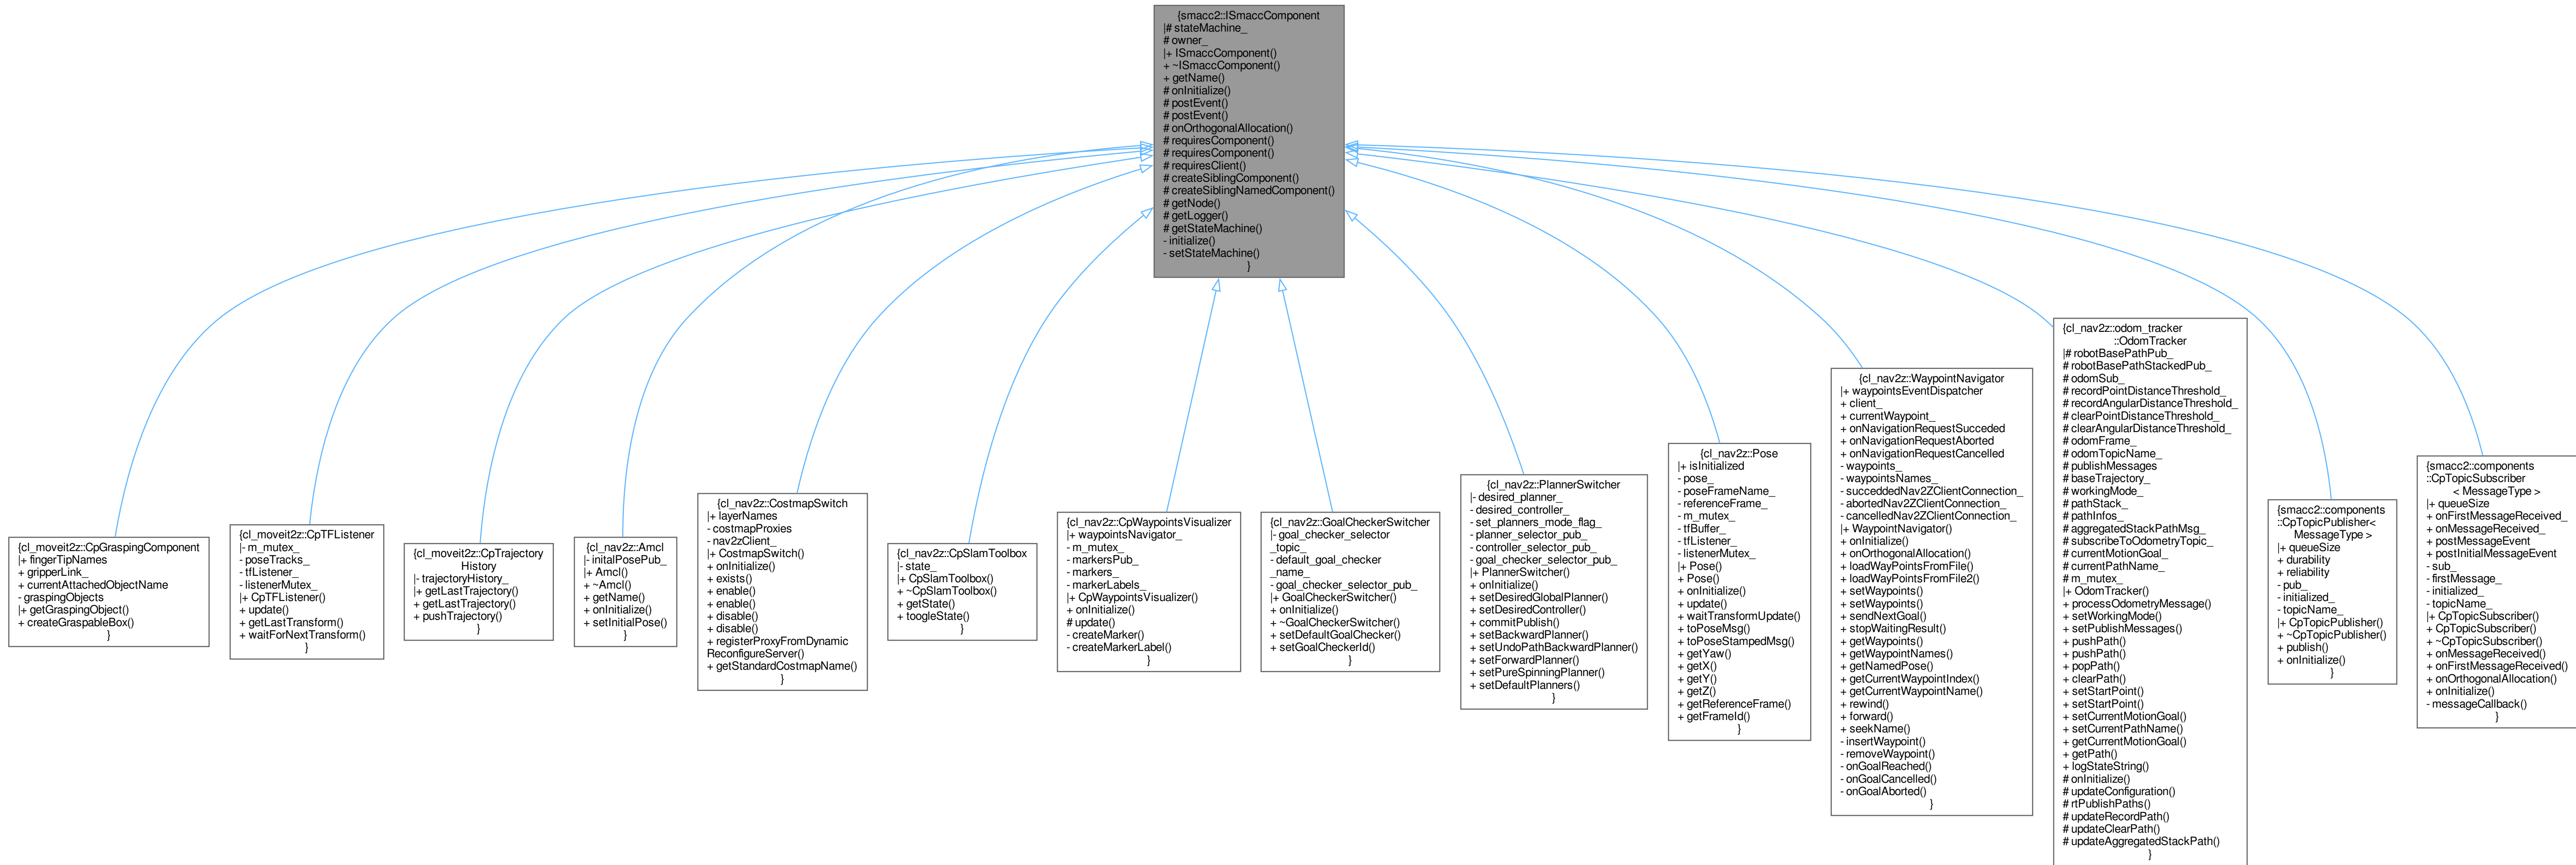 {smacc2::ISmaccComponent
|# stateMachine_
# owner_
|+ ISmaccComponent()
+ ~ISmaccComponent()
+ getName()
# onInitialize()
# postEvent()
# postEvent()
# onOrthogonalAllocation()
# requiresComponent()
# requiresComponent()
# requiresClient()
# createSiblingComponent()
# createSiblingNamedComponent()
# getNode()
# getLogger()
# getStateMachine()
- initialize()
- setStateMachine()
}
{cl_moveit2z::CpGraspingComponent
|+ fingerTipNames
+ gripperLink_
+ currentAttachedObjectName
- graspingObjects
|+ getGraspingObject()
+ createGraspableBox()
}
{cl_moveit2z::CpTFListener
|- m_mutex_
- poseTracks_
- tfListener_
- listenerMutex_
|+ CpTFListener()
+ update()
+ getLastTransform()
+ waitForNextTransform()
}
{cl_moveit2z::CpTrajectory
History
|- trajectoryHistory_
|+ getLastTrajectory()
+ getLastTrajectory()
+ pushTrajectory()
}
{cl_nav2z::Amcl
|- initalPosePub_
|+ Amcl()
+ ~Amcl()
+ getName()
+ onInitialize()
+ setInitialPose()
}
{cl_nav2z::CostmapSwitch
|+ layerNames
- costmapProxies
- nav2zClient_
|+ CostmapSwitch()
+ onInitialize()
+ exists()
+ enable()
+ enable()
+ disable()
+ disable()
+ registerProxyFromDynamic
ReconfigureServer()
+ getStandardCostmapName()
}
{cl_nav2z::CpSlamToolbox
|- state_
|+ CpSlamToolbox()
+ ~CpSlamToolbox()
+ getState()
+ toogleState()
}
{cl_nav2z::CpWaypointsVisualizer
|+ waypointsNavigator_
- m_mutex_
- markersPub_
- markers_
- markerLabels_
|+ CpWaypointsVisualizer()
+ onInitialize()
# update()
- createMarker()
- createMarkerLabel()
}
{cl_nav2z::GoalCheckerSwitcher
|- goal_checker_selector
_topic_
- default_goal_checker
_name_
- goal_checker_selector_pub_
|+ GoalCheckerSwitcher()
+ onInitialize()
+ ~GoalCheckerSwitcher()
+ setDefaultGoalChecker()
+ setGoalCheckerId()
}
{cl_nav2z::PlannerSwitcher
|- desired_planner_
- desired_controller_
- set_planners_mode_flag_
- planner_selector_pub_
- controller_selector_pub_
- goal_checker_selector_pub_
|+ PlannerSwitcher()
+ onInitialize()
+ setDesiredGlobalPlanner()
+ setDesiredController()
+ commitPublish()
+ setBackwardPlanner()
+ setUndoPathBackwardPlanner()
+ setForwardPlanner()
+ setPureSpinningPlanner()
+ setDefaultPlanners()
}
{cl_nav2z::Pose
|+ isInitialized
- pose_
- poseFrameName_
- referenceFrame_
- m_mutex_
- tfBuffer_
- tfListener_
- listenerMutex_
|+ Pose()
+ Pose()
+ onInitialize()
+ update()
+ waitTransformUpdate()
+ toPoseMsg()
+ toPoseStampedMsg()
+ getYaw()
+ getX()
+ getY()
+ getZ()
+ getReferenceFrame()
+ getFrameId()
}
{cl_nav2z::WaypointNavigator
|+ waypointsEventDispatcher
+ client_
+ currentWaypoint_
+ onNavigationRequestSucceded
+ onNavigationRequestAborted
+ onNavigationRequestCancelled
- waypoints_
- waypointsNames_
- succeddedNav2ZClientConnection_
- abortedNav2ZClientConnection_
- cancelledNav2ZClientConnection_
|+ WaypointNavigator()
+ onInitialize()
+ onOrthogonalAllocation()
+ loadWayPointsFromFile()
+ loadWayPointsFromFile2()
+ setWaypoints()
+ setWaypoints()
+ sendNextGoal()
+ stopWaitingResult()
+ getWaypoints()
+ getWaypointNames()
+ getNamedPose()
+ getCurrentWaypointIndex()
+ getCurrentWaypointName()
+ rewind()
+ forward()
+ seekName()
- insertWaypoint()
- removeWaypoint()
- onGoalReached()
- onGoalCancelled()
- onGoalAborted()
}
{cl_nav2z::odom_tracker
::OdomTracker
|# robotBasePathPub_
# robotBasePathStackedPub_
# odomSub_
# recordPointDistanceThreshold_
# recordAngularDistanceThreshold_
# clearPointDistanceThreshold_
# clearAngularDistanceThreshold_
# odomFrame_
# odomTopicName_
# publishMessages
# baseTrajectory_
# workingMode_
# pathStack_
# pathInfos_
# aggregatedStackPathMsg_
# subscribeToOdometryTopic_
# currentMotionGoal_
# currentPathName_
# m_mutex_
|+ OdomTracker()
+ processOdometryMessage()
+ setWorkingMode()
+ setPublishMessages()
+ pushPath()
+ pushPath()
+ popPath()
+ clearPath()
+ setStartPoint()
+ setStartPoint()
+ setCurrentMotionGoal()
+ setCurrentPathName()
+ getCurrentMotionGoal()
+ getPath()
+ logStateString()
# onInitialize()
# updateConfiguration()
# rtPublishPaths()
# updateRecordPath()
# updateClearPath()
# updateAggregatedStackPath()
}
{smacc2::components
::CpTopicPublisher<
MessageType >
|+ queueSize
+ durability
+ reliability
- pub_
- initialized_
- topicName_
|+ CpTopicPublisher()
+ ~CpTopicPublisher()
+ publish()
+ onInitialize()
}
{smacc2::components
::CpTopicSubscriber
< MessageType >
|+ queueSize
+ onFirstMessageReceived_
+ onMessageReceived_
+ postMessageEvent
+ postInitialMessageEvent
- sub_
- firstMessage_
- initialized_
- topicName_
|+ CpTopicSubscriber()
+ CpTopicSubscriber()
+ ~CpTopicSubscriber()
+ onMessageReceived()
+ onFirstMessageReceived()
+ onOrthogonalAllocation()
+ onInitialize()
- messageCallback()
}